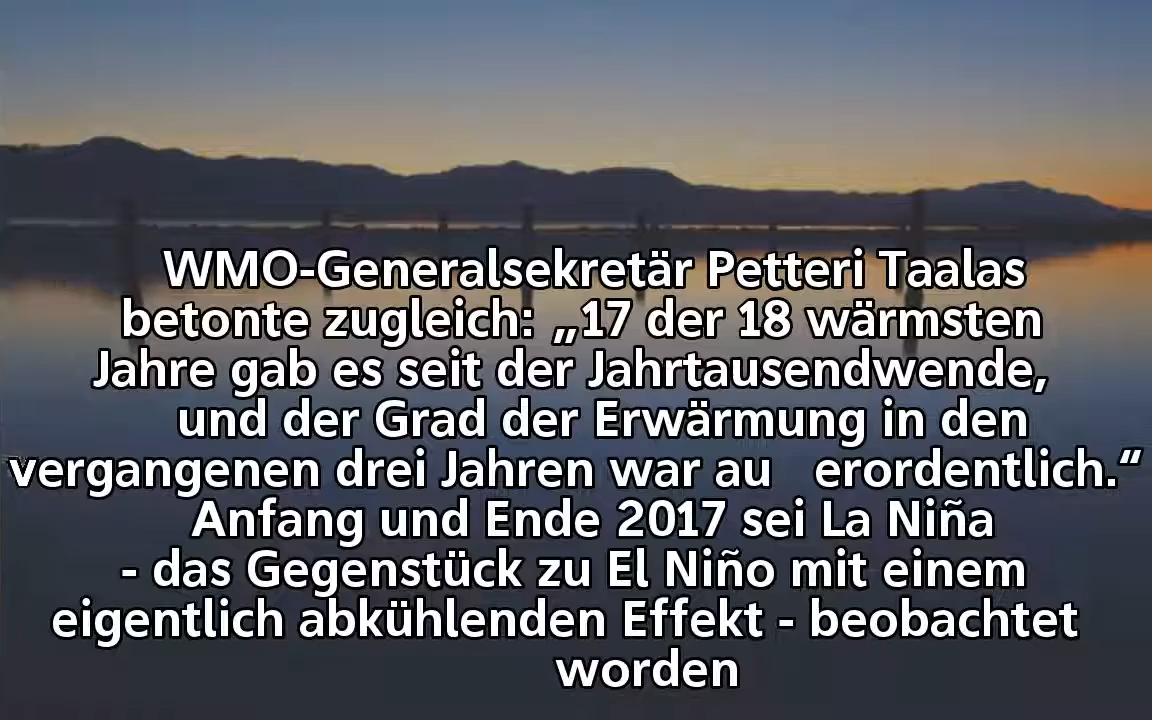 WMO-Generalsekretär Petteri Taalas
betonte zugleich: „17 der 18 wärmsten
Jahre gab es seit der Jahrtausendwende,
und der Grad der Erwärmung in den
vergangenen drei Jahren war au erordentlich.“
Anfang und Ende 2017 sei La Niña
- das Gegenstück zu El Niño mit einem
eigentlich abkühlenden Effekt - beobachtet
worden